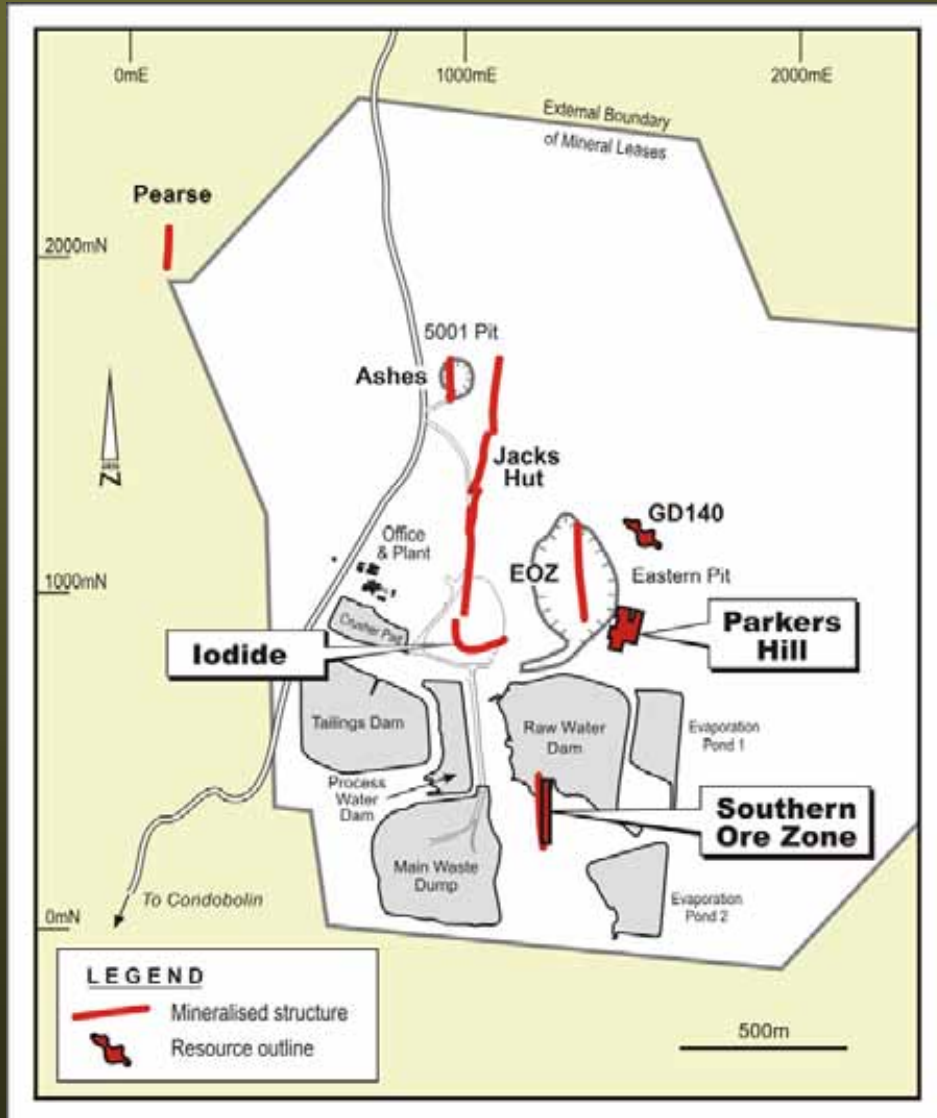 0mE
1000mE
2000mE
External Boundary
of Mineral Leases
Pearse
2000mN
5001 Pit
Ashes
Jacks
Hut
N
GD140
Office
& Plant
EOZ
Eastern Pit
1000mN
Crusher Pad
Parkers
Hill
Iodide
Tailings Dam
Raw Water
Dam
Evaporation
Pond 1
Process
Water
Dam
Southern
Ore Zone
Main Waste
Dump
To Condobolin
Evaporation
Pond 2
0mN
LEGEND
Mineralised structure
Resource outline
500m